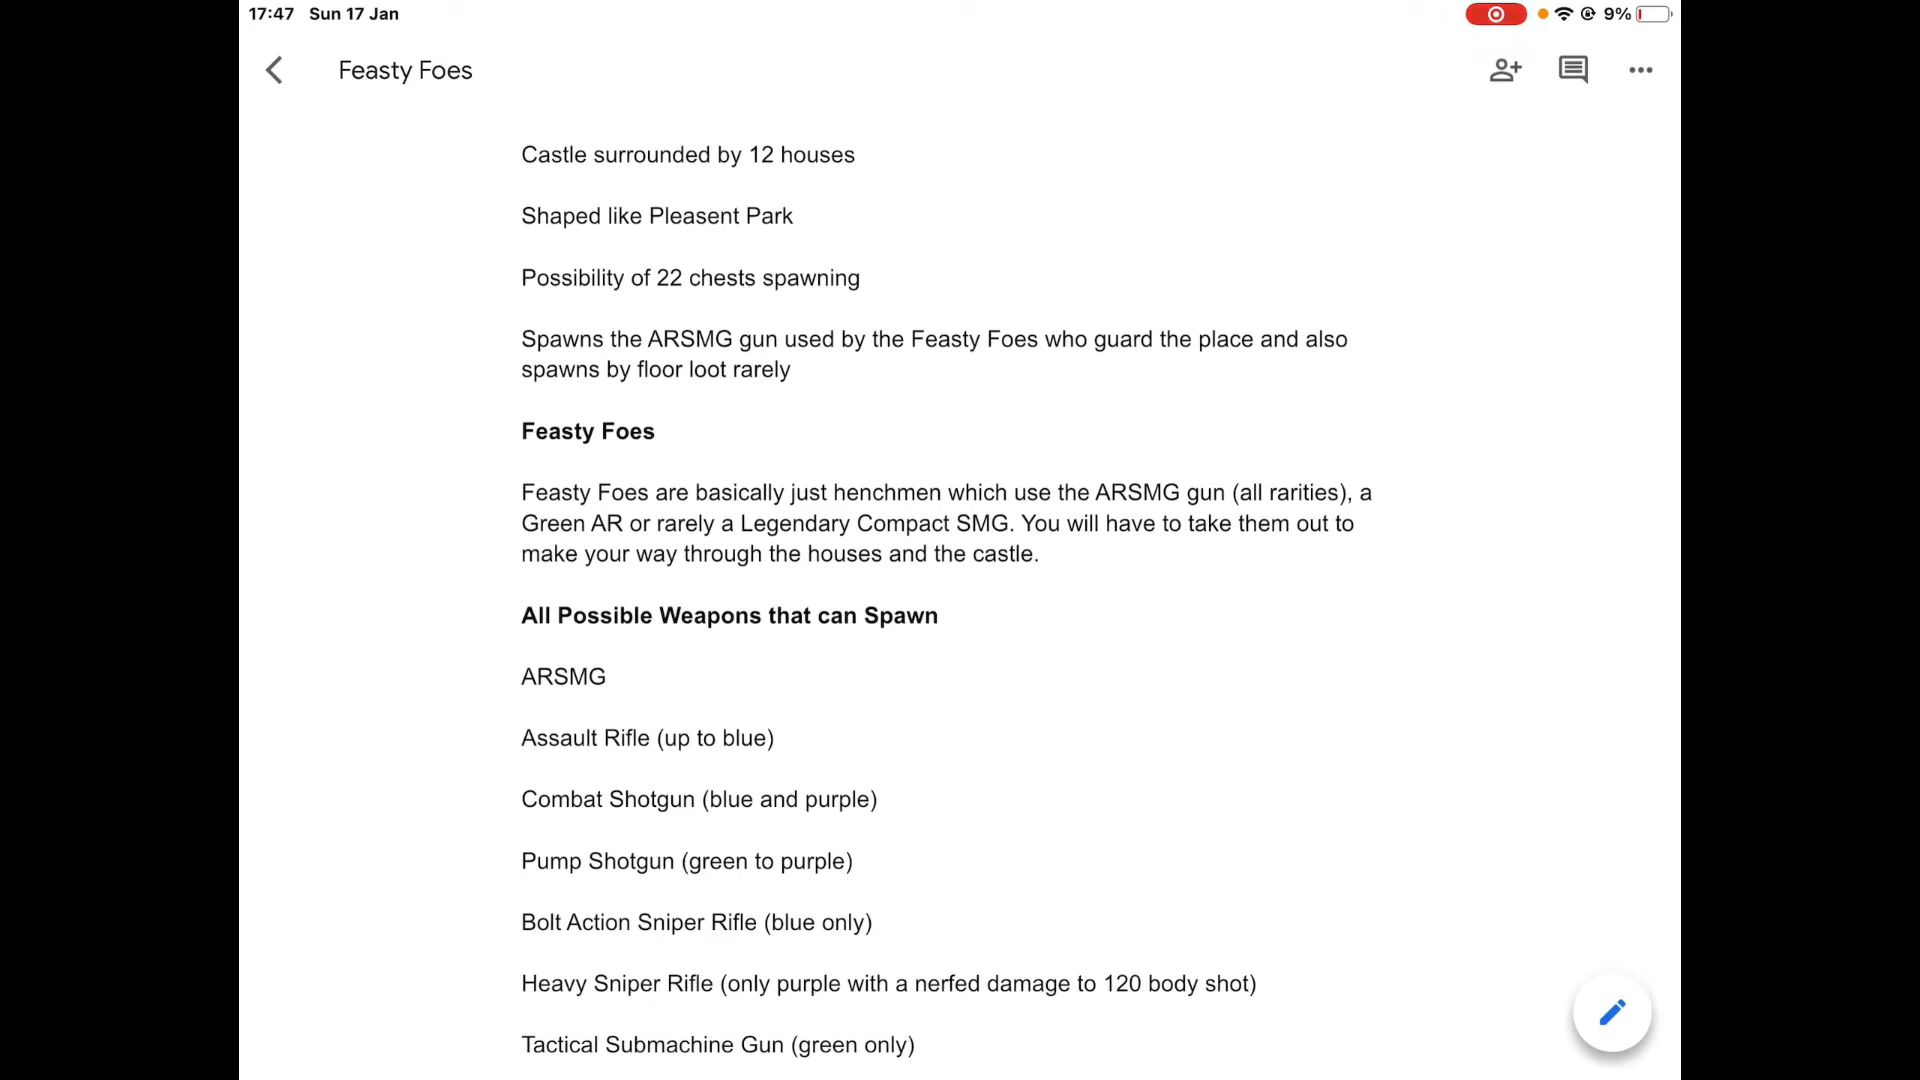 17:47 Sun 17 Jan
9%
Feasty Foes
Castle surrounded by 12 houses
Shaped like Pleasent Park
Possibility of 22 chests spawning
Spawns the ARSMG gun used by the Feasty Foes who guard the place and also
spawns by floor loot rarely
Feasty Foes
Feasty Foes are basically just henchmen which use the ARSMG gun (all rarities), a
Green AR or rarely a Legendary Compact SMG. You will have to take them out to
make your way through the houses and the castle.
All Possible Weapons that can Spawn
ARSMG
Assault Rifle (up to blue)
Combat Shotgun (blue and purple)
Pump Shotgun (green to purple)
Bolt Action Sniper Rifle (blue only)
Heavy Sniper Rifle (only purple with a nerfed damage to 120 body shot)
Tactical Submachine Gun (green only)